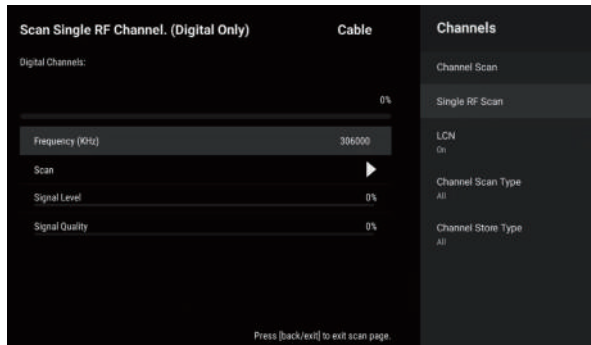 Scan Single RF Channel. (Digital Only) Cable
Digital Channels:
0%
Frequency (KHz) 306000
Scan
Signal Level 0%
Signal Quality 0%
Press [back/exit] to exit scan page.
Channels
Channel Scan
Single RF Scan
LCN
On
Channel Scan Type
All
Channel Store Type
All